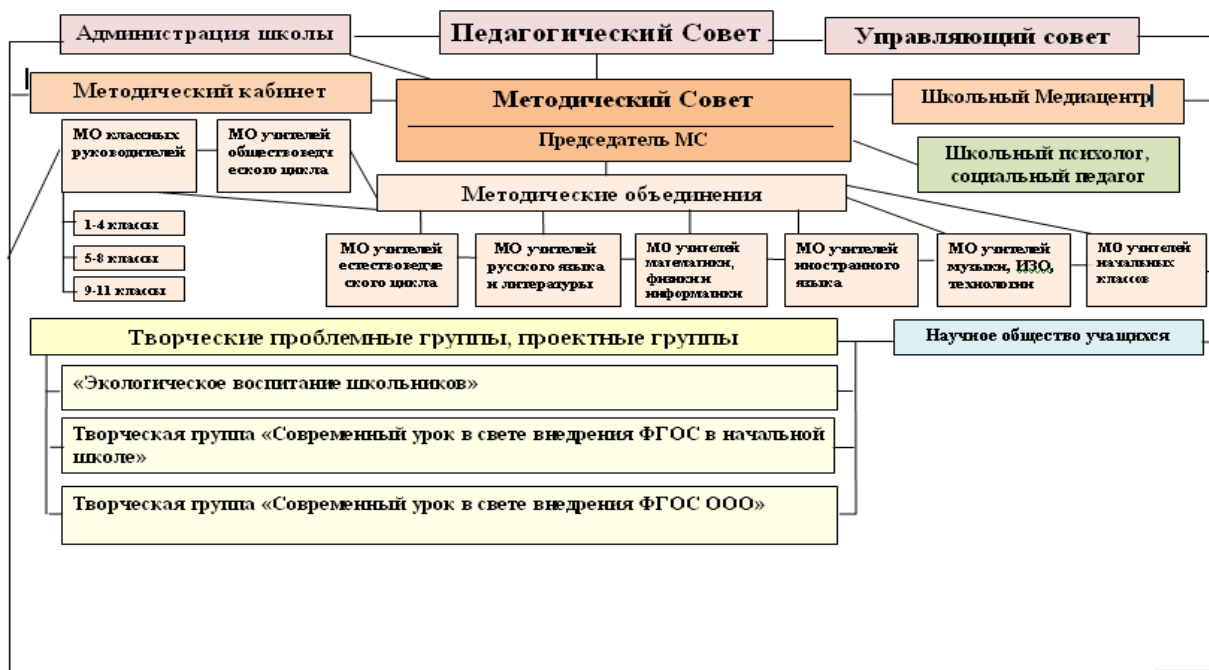 Администрация школы
Педагогический Совет
Управляющий совет
Методический кабинет
Методический Совет
Председатель МС
Школьный Медиацентр
Школьный психолог,
социальный педагог
МО классных
руководителей
МО учителей
обществоведч
еского цикла
Методические объединения
1-4 классы
5-8 классы
9-11 классы
МО учителей
естествоведче
ского цикла
МО учителей
русского языка
и литературы
МО учителей
математики,
физики и
информатики
МО учителей
иностранного
языка
МО учителей
музыки, ИЗО,
технологии
МО учителей
начальных
классов
Творческие проблемные группы, проектные группы
Научное общество учащихся
«Экологическое воспитание школьников»
Творческая группа «Современный урок в свете внедрения ФГОС в начальной
школе»
Творческая группа «Современный урок в свете внедрения ФГОС ООО»